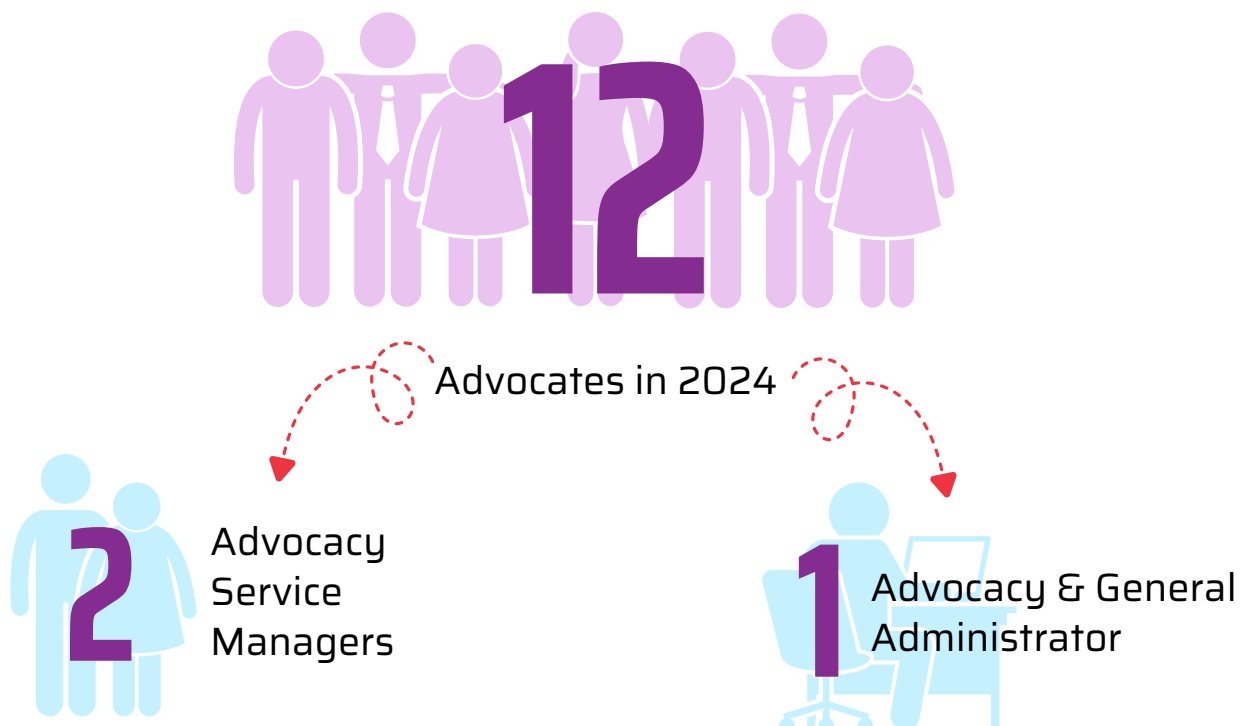 12
Advocates in 2024
2
Advocacy
Service
Managers
1
Advocacy & General
Administrator